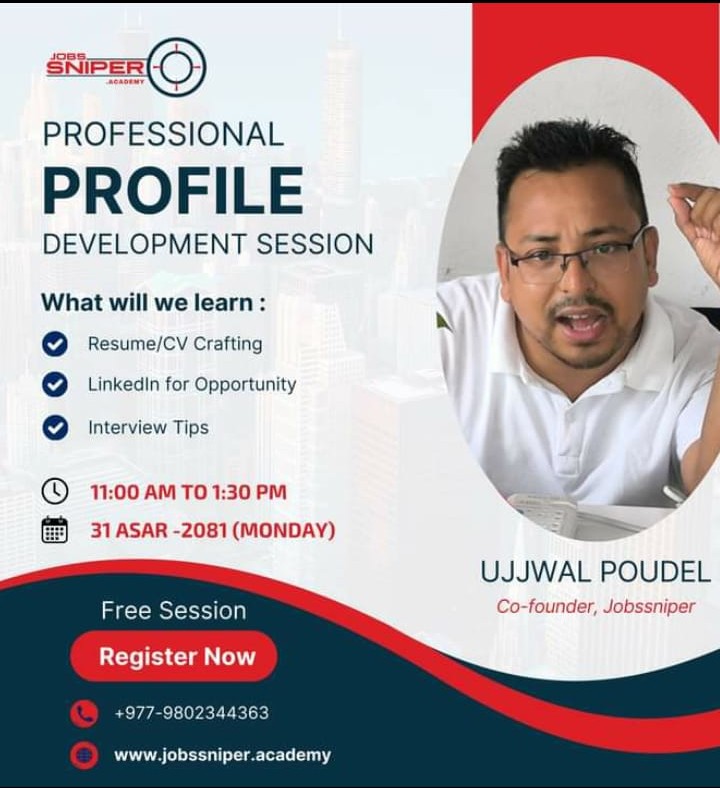 JOBS
SNIPER
.ACADEMY
PROFESSIONAL
PROFILE
DEVELOPMENT SESSION
What will we learn :
Resume/CV Crafting
LinkedIn for Opportunity
Interview Tips
11:00 AM TO 1:30 PM
31 ASAR -2081 (MONDAY)
UJJWAL POUDEL
Co-founder, Jobssniper
Free Session
Register Now
+977-9802344363
www.jobssniper.academy